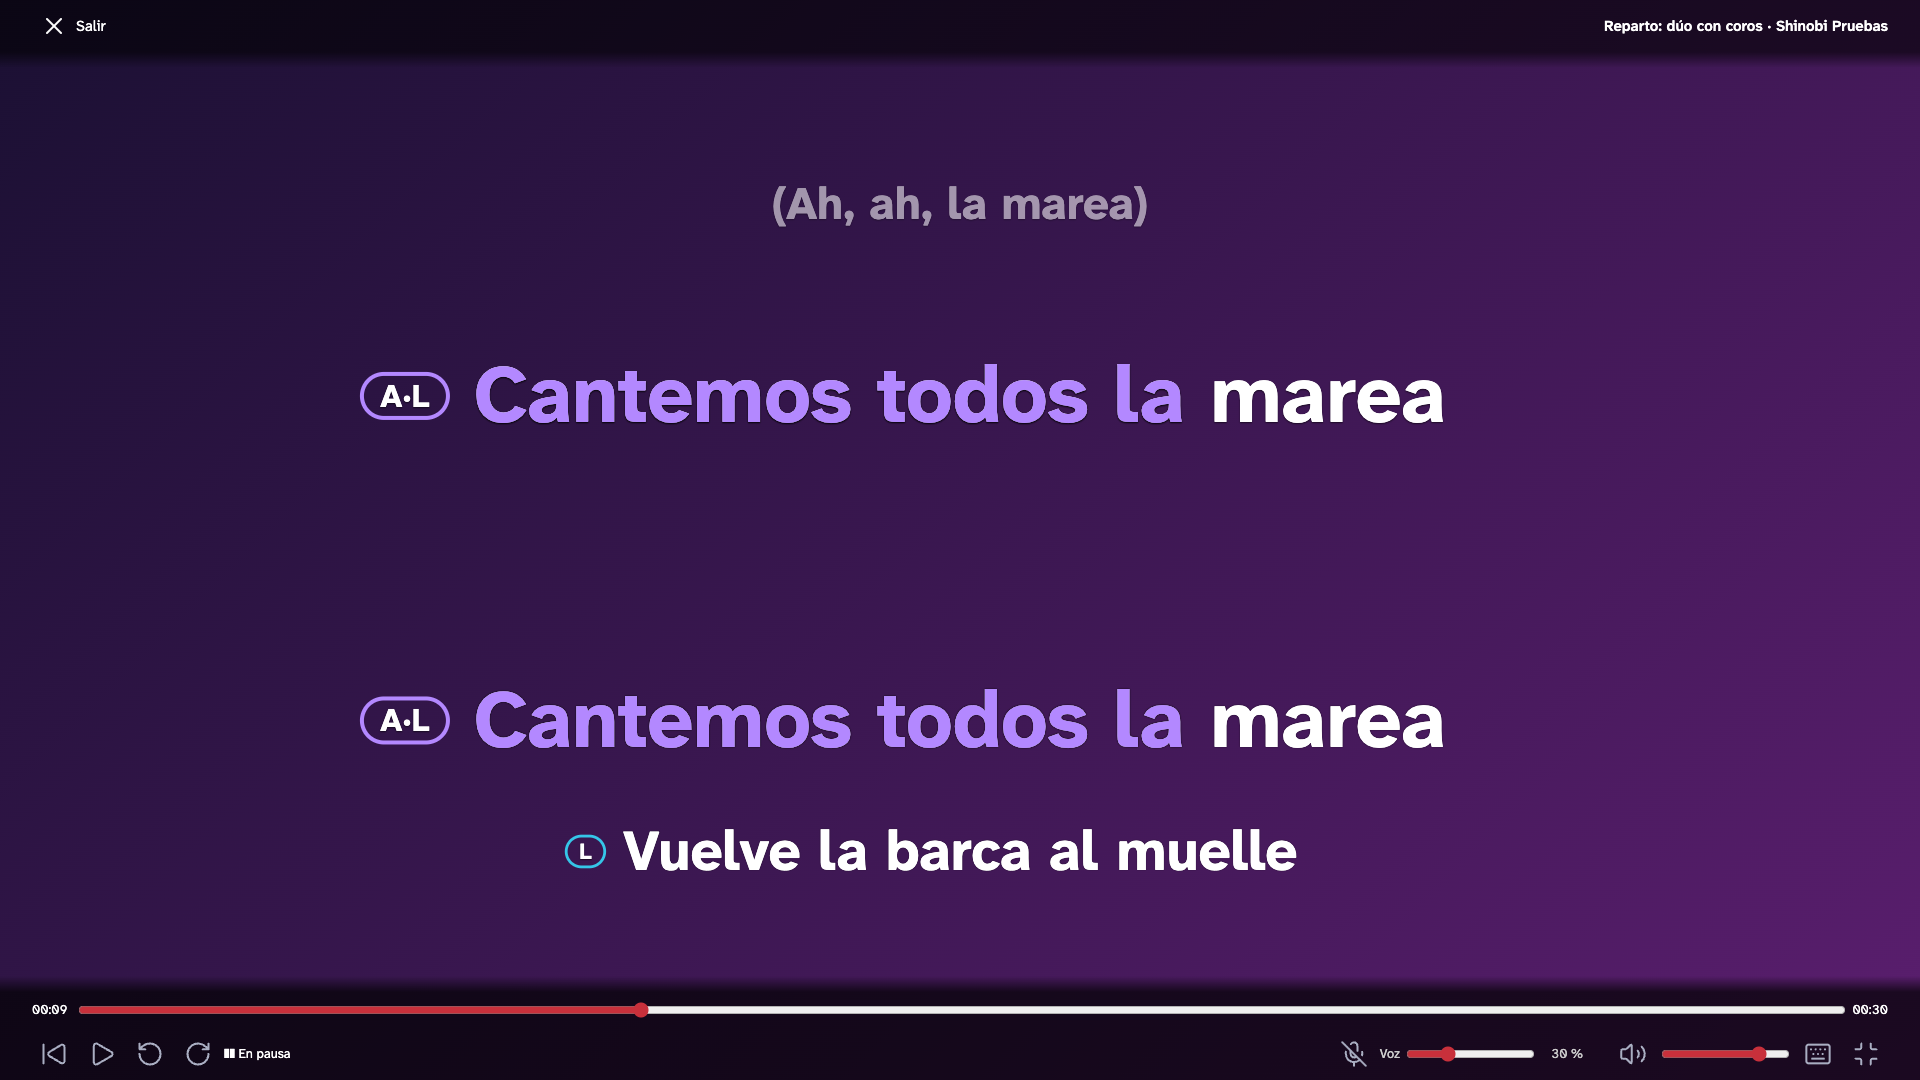 Salir
Reparto: dúo con coros · Shinobi Pruebas
(Ah, ah, la marea)
A•L Cantemos todos la marea
A•L Cantemos todos la marea
L Vuelve la barca al muelle
00:09
00:30
En pausa
Voz
30 %